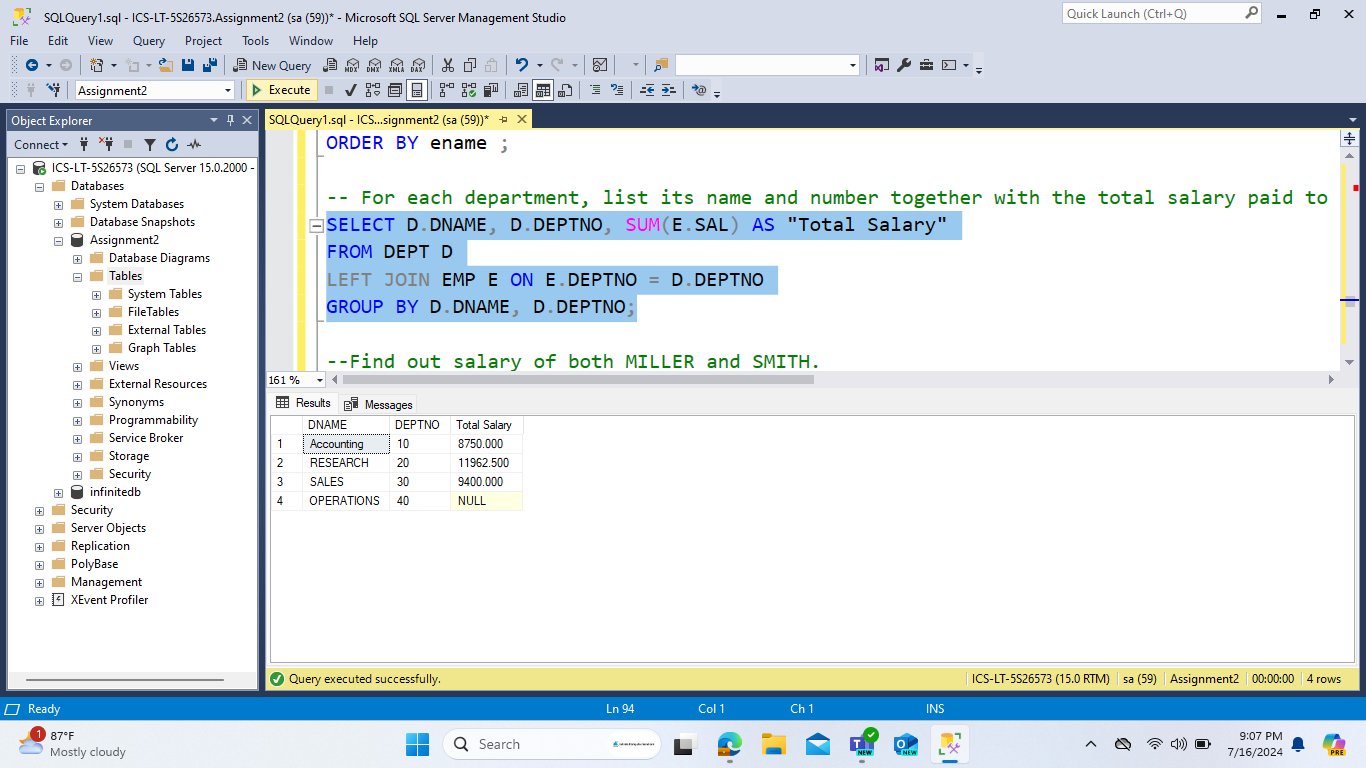 SQLQuery1.sql - ICS-LT-5S26573.Assignment2 (sa (59))* - Microsoft SQL Server Management Studio
Quick Launch (Ctrl+Q)
File Edit View Query Project Tools Window Help
New Query MDX DMX XMLA DAX
Assignment2 Execute
Object Explorer
Connect
ICS-LT-5S26573 (SQL Server 15.0.2000 -
Databases
System Databases
Database Snapshots
Assignment2
Database Diagrams
Tables
System Tables
FileTables
External Tables
Graph Tables
Views
External Resources
Synonyms
Programmability
Service Broker
Storage
Security
infinitedb
Security
Server Objects
Replication
PolyBase
Management
XEvent Profiler
SQLQuery1.sql - ICS...signment2 (sa (59))*
ORDER BY ename ;
-- For each department, list its name and number together with the total salary paid to
SELECT D.DNAME, D.DEPTNO, SUM(E.SAL) AS "Total Salary"
FROM DEPT D
LEFT JOIN EMP E ON E.DEPTNO = D.DEPTNO
GROUP BY D.DNAME, D.DEPTNO;
--Find out salary of both MILLER and SMITH.
161 %
Results Messages
DNAME DEPTNO Total Salary
1 Accounting 10 8750.000
2 RESEARCH 20 11962.500
3 SALES 30 9400.000
4 OPERATIONS 40 NULL
Query executed successfully. ICS-LT-5S26573 (15.0 RTM) sa (59) Assignment2 00:00:00 4 rows
Ready Ln 94 Col 1 Ch 1 INS
1
87°F
Mostly cloudy
Search
NEW
NEW
9:07 PM
7/16/2024
PRE